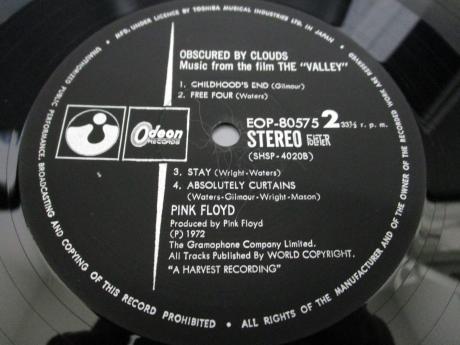 MFG. UNDER LICENCE BY TOSHIBA MUSICAL INDUSTRIES LTD. IN JAPAN •
UNAUTHORIZED PUBLIC PERFORMANCE, BROADCASTING AND COPYING OF THIS RECORD PROHIBITED • ALL RIGHTS OF THE MANUFACTURER AND OF THE OWNER OF THE RECORDED WORK ARE RESERVED
OBSCURED BY CLOUDS
Music from the film THE "VALLEY"
1. CHILDHOOD'S END (Gilmour)
2. FREE FOUR (Waters)
Odeon
RECORDS
EOP-80575 2 33⅓ r. p. m.
STEREO
(SHSP-4020B)
3. STAY (Wright-Waters)
4. ABSOLUTELY CURTAINS
(Waters-Gilmour-Wright-Mason)
PINK FLOYD
Produced by Pink Floyd
(P) 1972
The Gramophone Company Limited.
All Tracks Published By WORLD COPYRIGHT.
"A HARVEST RECORDING"